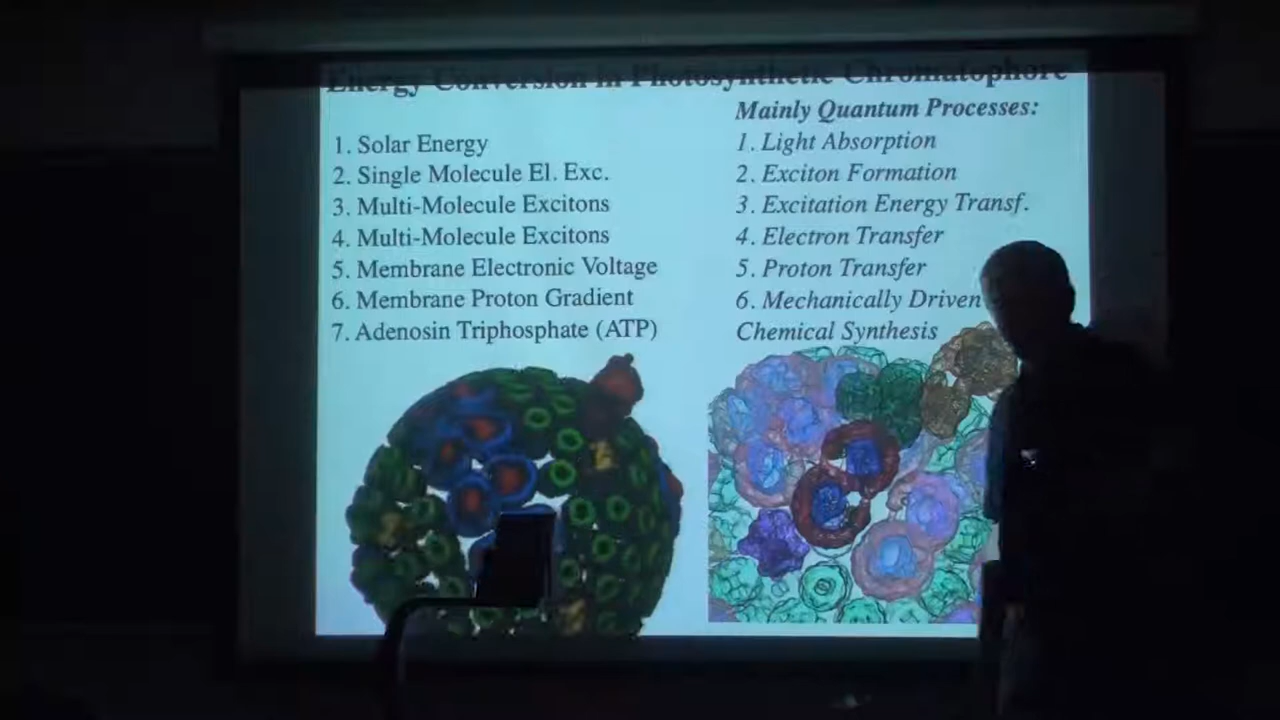 Energy Conversion in Photosynthetic Chromatophore
1. Solar Energy
2. Single Molecule El. Exc.
3. Multi-Molecule Excitons
4. Multi-Molecule Excitons
5. Membrane Electronic Voltage
6. Membrane Proton Gradient
7. Adenosin Triphosphate (ATP)
Mainly Quantum Processes:
1. Light Absorption
2. Exciton Formation
3. Excitation Energy Transf.
4. Electron Transfer
5. Proton Transfer
6. Mechanically Driven
Chemical Synthesis